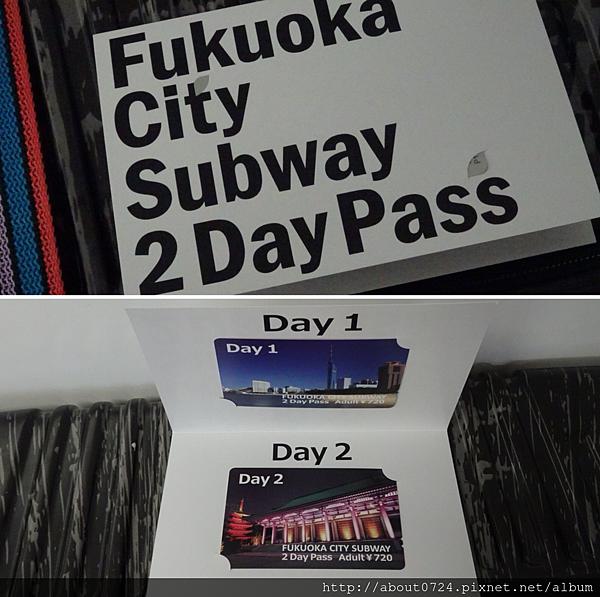 Fukuoka
City
Subway
2 Day Pass
Day 1
Day 1
FUKUOKA CITY SUBWAY
2 Day Pass Adult ¥720
Day 2
Day 2
FUKUOKA CITY SUBWAY
2 Day Pass Adult ¥720
http://about0724.pixnet.net/album